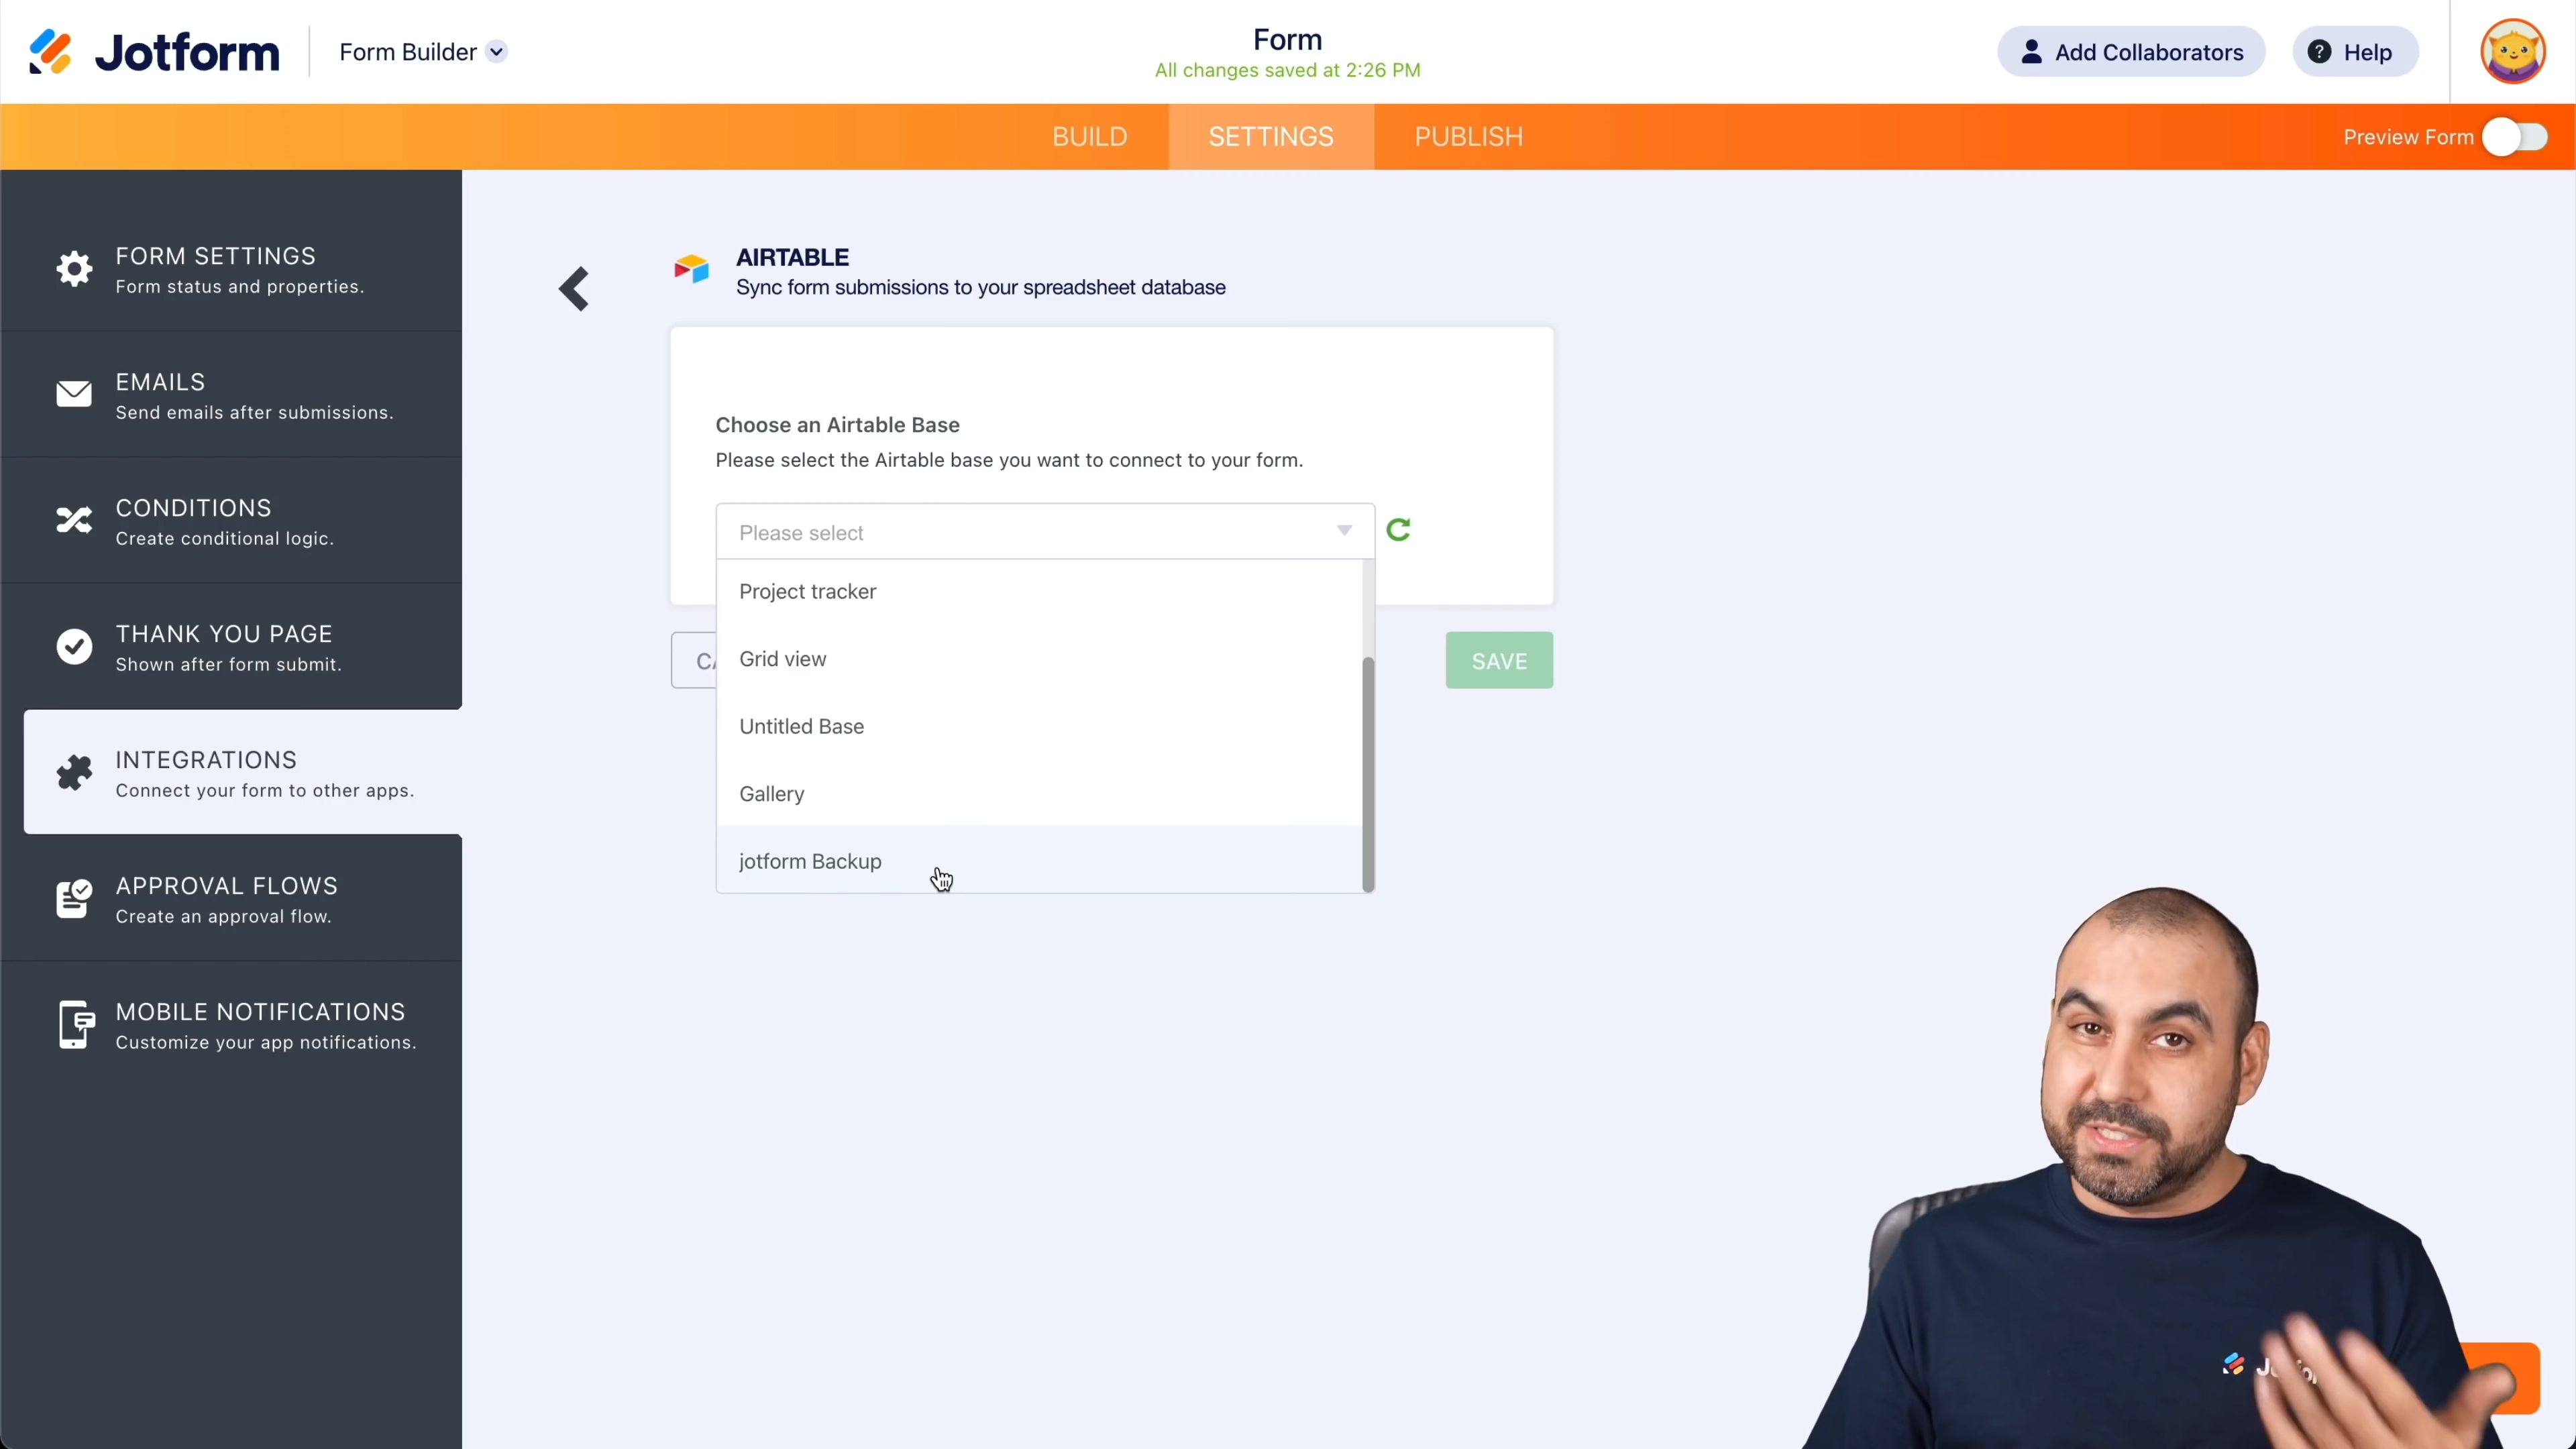 Jotform
Form Builder
Form
All changes saved at 2:26 PM
Add Collaborators
Help
BUILD
SETTINGS
PUBLISH
Preview Form
FORM SETTINGS
Form status and properties.
EMAILS
Send emails after submissions.
CONDITIONS
Create conditional logic.
THANK YOU PAGE
Shown after form submit.
INTEGRATIONS
Connect your form to other apps.
APPROVAL FLOWS
Create an approval flow.
MOBILE NOTIFICATIONS
Customize your app notifications.
AIRTABLE
Sync form submissions to your spreadsheet database
Choose an Airtable Base
Please select the Airtable base you want to connect to your form.
Please select
Project tracker
Grid view
Untitled Base
Gallery
jotform Backup
SAVE